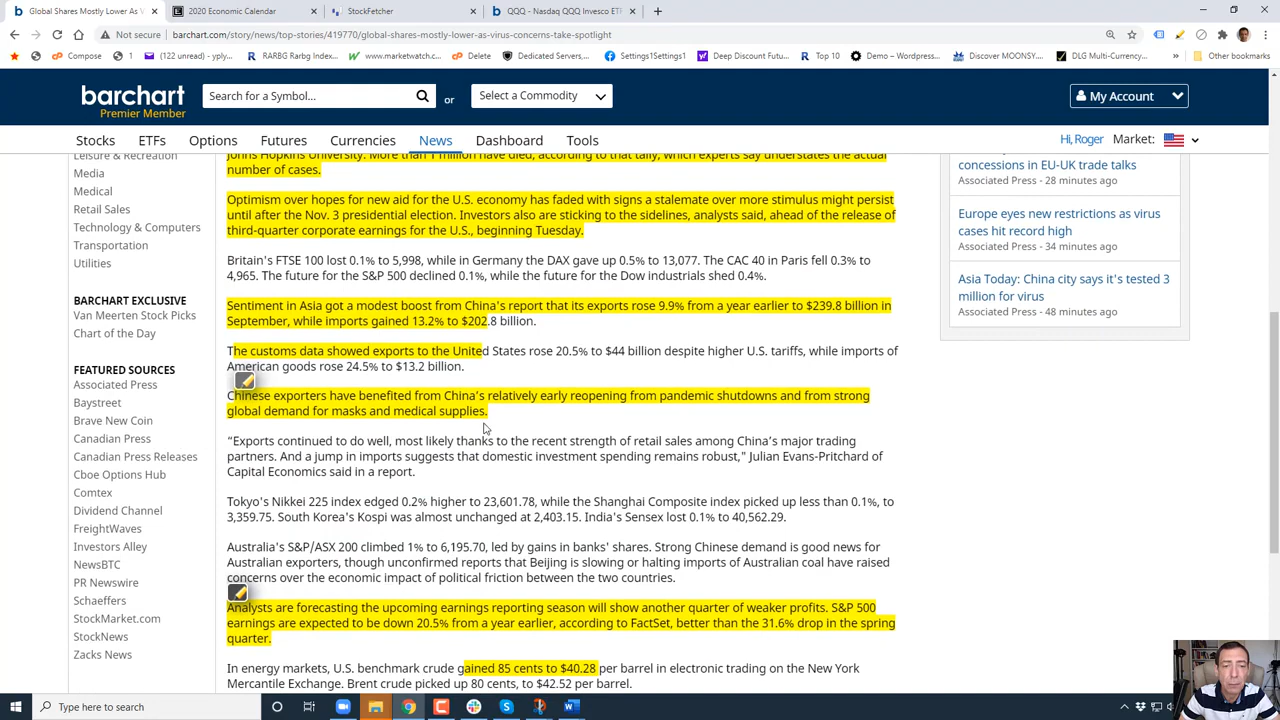 Global Shares Mostly Lower As V
2020 Economic Calendar
StockFetcher
QQQ - Nasdaq QQQ Invesco ETF
Not secure
barchart.com/story/news/top-stories/419770/global-shares-mostly-lower-as-virus-concerns-take-spotlight
Compose
1
(122 unread) - yply...
RARBG Rarbg Index...
www.marketwatch...
Delete
Dedicated Servers,...
Settings1Settings1
Deep Discount Futu...
Top 10
Demo – Wordpress...
Discover MOONSY...
DLG Multi-Currency...
»
Other bookmarks
barchart
Premier Member
Search for a Symbol...
or
Select a Commodity
My Account
Stocks
ETFs
Options
Futures
Currencies
News
Dashboard
Tools
Hi, Roger
Market:
Leisure & Recreation
Media
Medical
Retail Sales
Technology & Computers
Transportation
Utilities
BARCHART EXCLUSIVE
Van Meerten Stock Picks
Chart of the Day
FEATURED SOURCES
Associated Press
Baystreet
Brave New Coin
Canadian Press
Canadian Press Releases
Cboe Options Hub
Comtex
Dividend Channel
FreightWaves
Investors Alley
NewsBTC
PR Newswire
Schaeffers
StockMarket.com
StockNews
Zacks News
Johns Hopkins University. More than 1 million have died, according to that tally, which experts say understates the actual
number of cases.
Optimism over hopes for new aid for the U.S. economy has faded with signs a stalemate over more stimulus might persist
until after the Nov. 3 presidential election. Investors also are sticking to the sidelines, analysts said, ahead of the release of
third-quarter corporate earnings for the U.S., beginning Tuesday.
Britain's FTSE 100 lost 0.1% to 5,998, while in Germany the DAX gave up 0.5% to 13,077. The CAC 40 in Paris fell 0.3% to
4,965. The future for the S&P 500 declined 0.1%, while the future for the Dow industrials shed 0.4%.
Sentiment in Asia got a modest boost from China's report that its exports rose 9.9% from a year earlier to $239.8 billion in
September, while imports gained 13.2% to $202.8 billion.
The customs data showed exports to the United States rose 20.5% to $44 billion despite higher U.S. tariffs, while imports of
American goods rose 24.5% to $13.2 billion.
Chinese exporters have benefited from China's relatively early reopening from pandemic shutdowns and from strong
global demand for masks and medical supplies.
“Exports continued to do well, most likely thanks to the recent strength of retail sales among China's major trading
partners. And a jump in imports suggests that domestic investment spending remains robust," Julian Evans-Pritchard of
Capital Economics said in a report.
Tokyo's Nikkei 225 index edged 0.2% higher to 23,601.78, while the Shanghai Composite index picked up less than 0.1%, to
3,359.75. South Korea's Kospi was almost unchanged at 2,403.15. India's Sensex lost 0.1% to 40,562.29.
Australia's S&P/ASX 200 climbed 1% to 6,195.70, led by gains in banks' shares. Strong Chinese demand is good news for
Australian exporters, though unconfirmed reports that Beijing is slowing or halting imports of Australian coal have raised
concerns over the economic impact of political friction between the two countries.
Analysts are forecasting the upcoming earnings reporting season will show another quarter of weaker profits. S&P 500
earnings are expected to be down 20.5% from a year earlier, according to FactSet, better than the 31.6% drop in the spring
quarter.
In energy markets, U.S. benchmark crude gained 85 cents to $40.28 per barrel in electronic trading on the New York
Mercantile Exchange. Brent crude picked up 80 cents, to $42.52 per barrel.
concessions in EU-UK trade talks
Associated Press - 28 minutes ago
Europe eyes new restrictions as virus
cases hit record high
Associated Press - 34 minutes ago
Asia Today: China city says it's tested 3
million for virus
Associated Press - 48 minutes ago
Type here to search